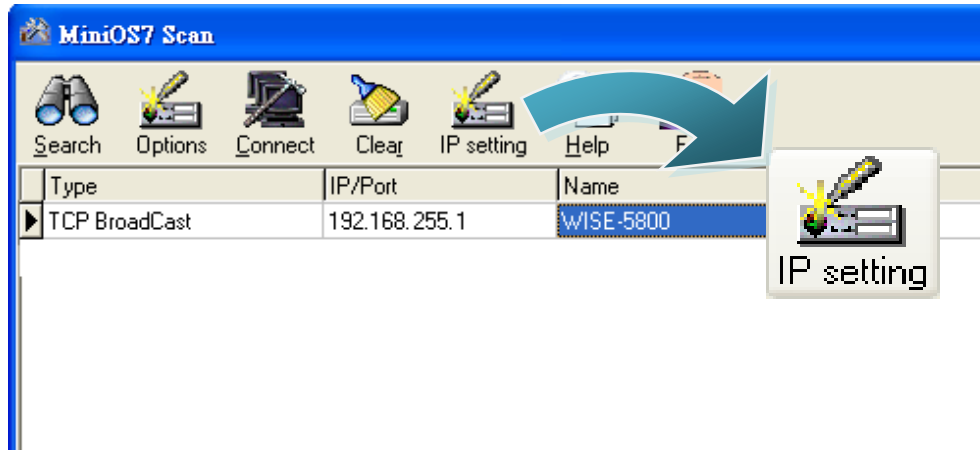 MiniOS7 Scan
Search Options Connect Clear IP setting Help
Type IP/Port Name
TCP BroadCast 192.168.255.1 WISE-5800
IP setting